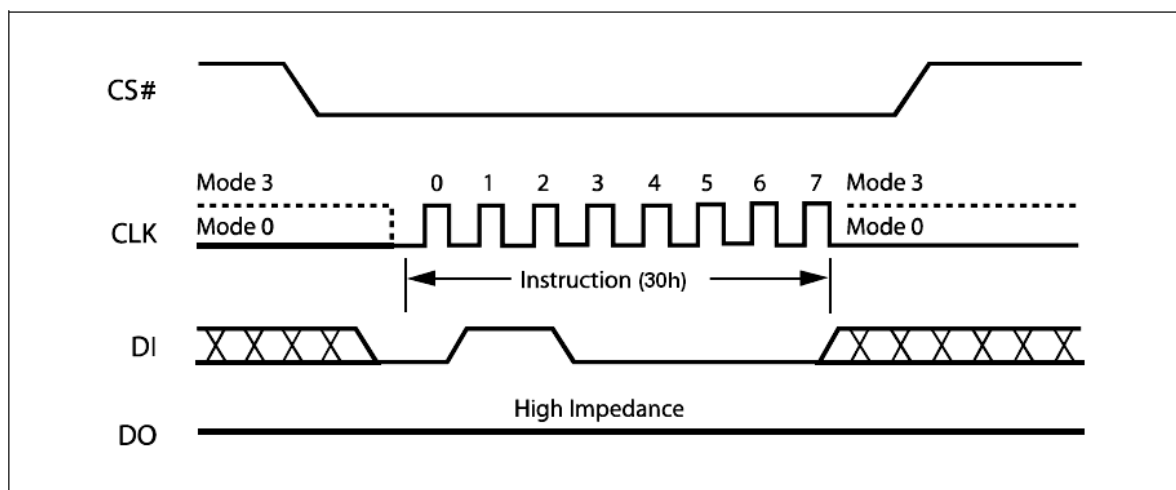 CS#
Mode 3
0 1 2 3 4 5 6 7
Mode 3
CLK
Mode 0
Mode 0
Instruction (30h)
DI
High Impedance
DO